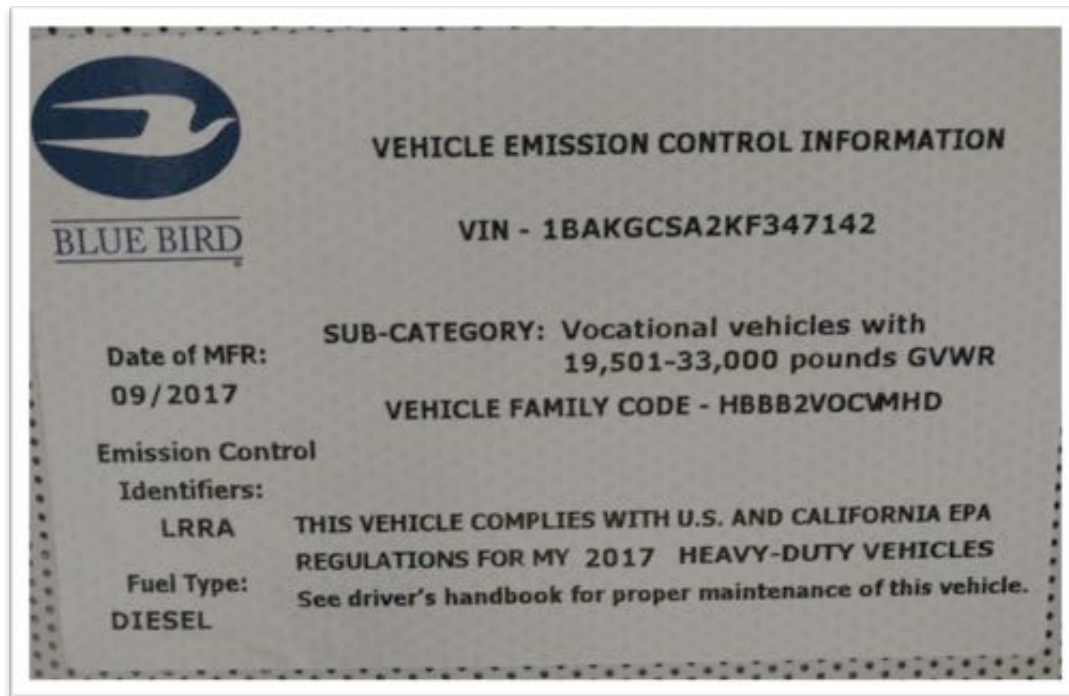 VEHICLE EMISSION CONTROL INFORMATION
BLUE BIRD
VIN - 1BAKGCSA2KF347142
SUB-CATEGORY: Vocational vehicles with
19,501-33,000 pounds GVWR
Date of MFR:
09/2017
VEHICLE FAMILY CODE - HBBB2VOCVMHD
Emission Control
Identifiers:
LRRA
THIS VEHICLE COMPLIES WITH U.S. AND CALIFORNIA EPA
REGULATIONS FOR MY 2017 HEAVY-DUTY VEHICLES
Fuel Type:
DIESEL
See driver's handbook for proper maintenance of this vehicle.